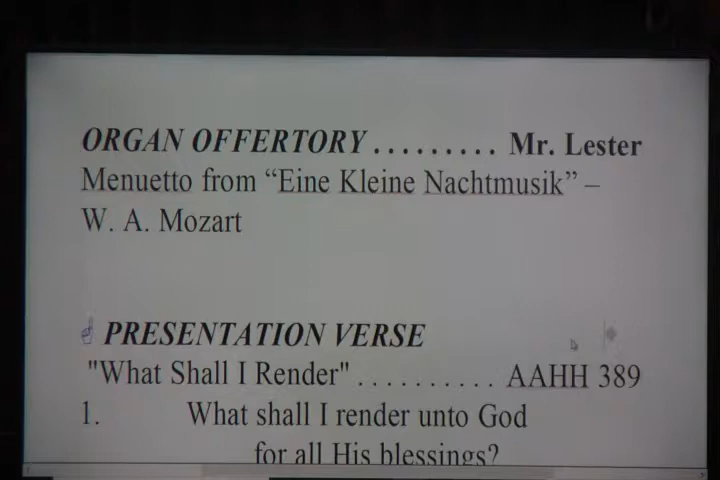 ORGAN OFFERTORY ......... Mr. Lester
Menuetto from “Eine Kleine Nachtmusik” –
W. A. Mozart
PRESENTATION VERSE
"What Shall I Render" .......... AAHH 389
1. What shall I render unto God
for all His blessings?